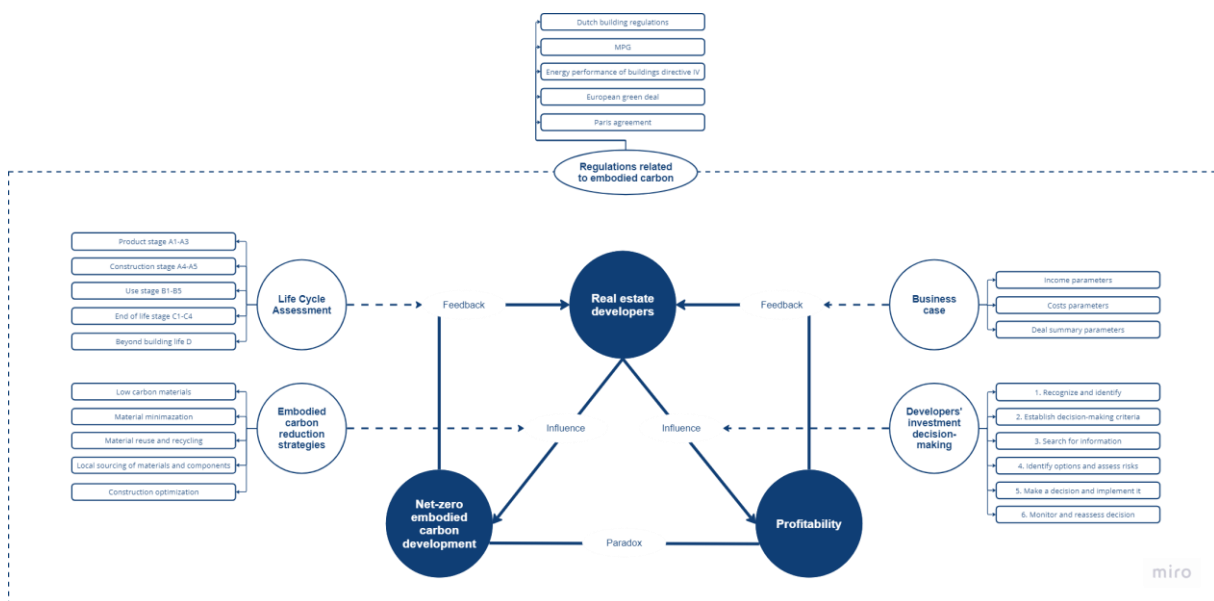 Dutch building regulations
MPG
Energy performance of buildings directive IV
European green deal
Paris agreement
Regulations related
to embodied carbon
Product stage A1-A3
Construction stage A4-A5
Use stage B1-B5
End of life stage C1-C4
Beyond building life D
Life Cycle
Assessment
Feedback
Real estate
developers
Feedback
Business
case
Income parameters
Costs parameters
Deal summary parameters
Low carbon materials
Material minimazation
Material reuse and recycling
Local sourcing of materials and components
Construction optimization
Embodied
carbon
reduction
strategies
Influence
Influence
Developers'
investment
decision-
making
1. Recognize and identify
2. Establish decision-making criteria
3. Search for information
4. Identify options and assess risks
5. Make a decision and implement it
6. Monitor and reassess decision
Net-zero
embodied
carbon
development
Paradox
Profitability
miro